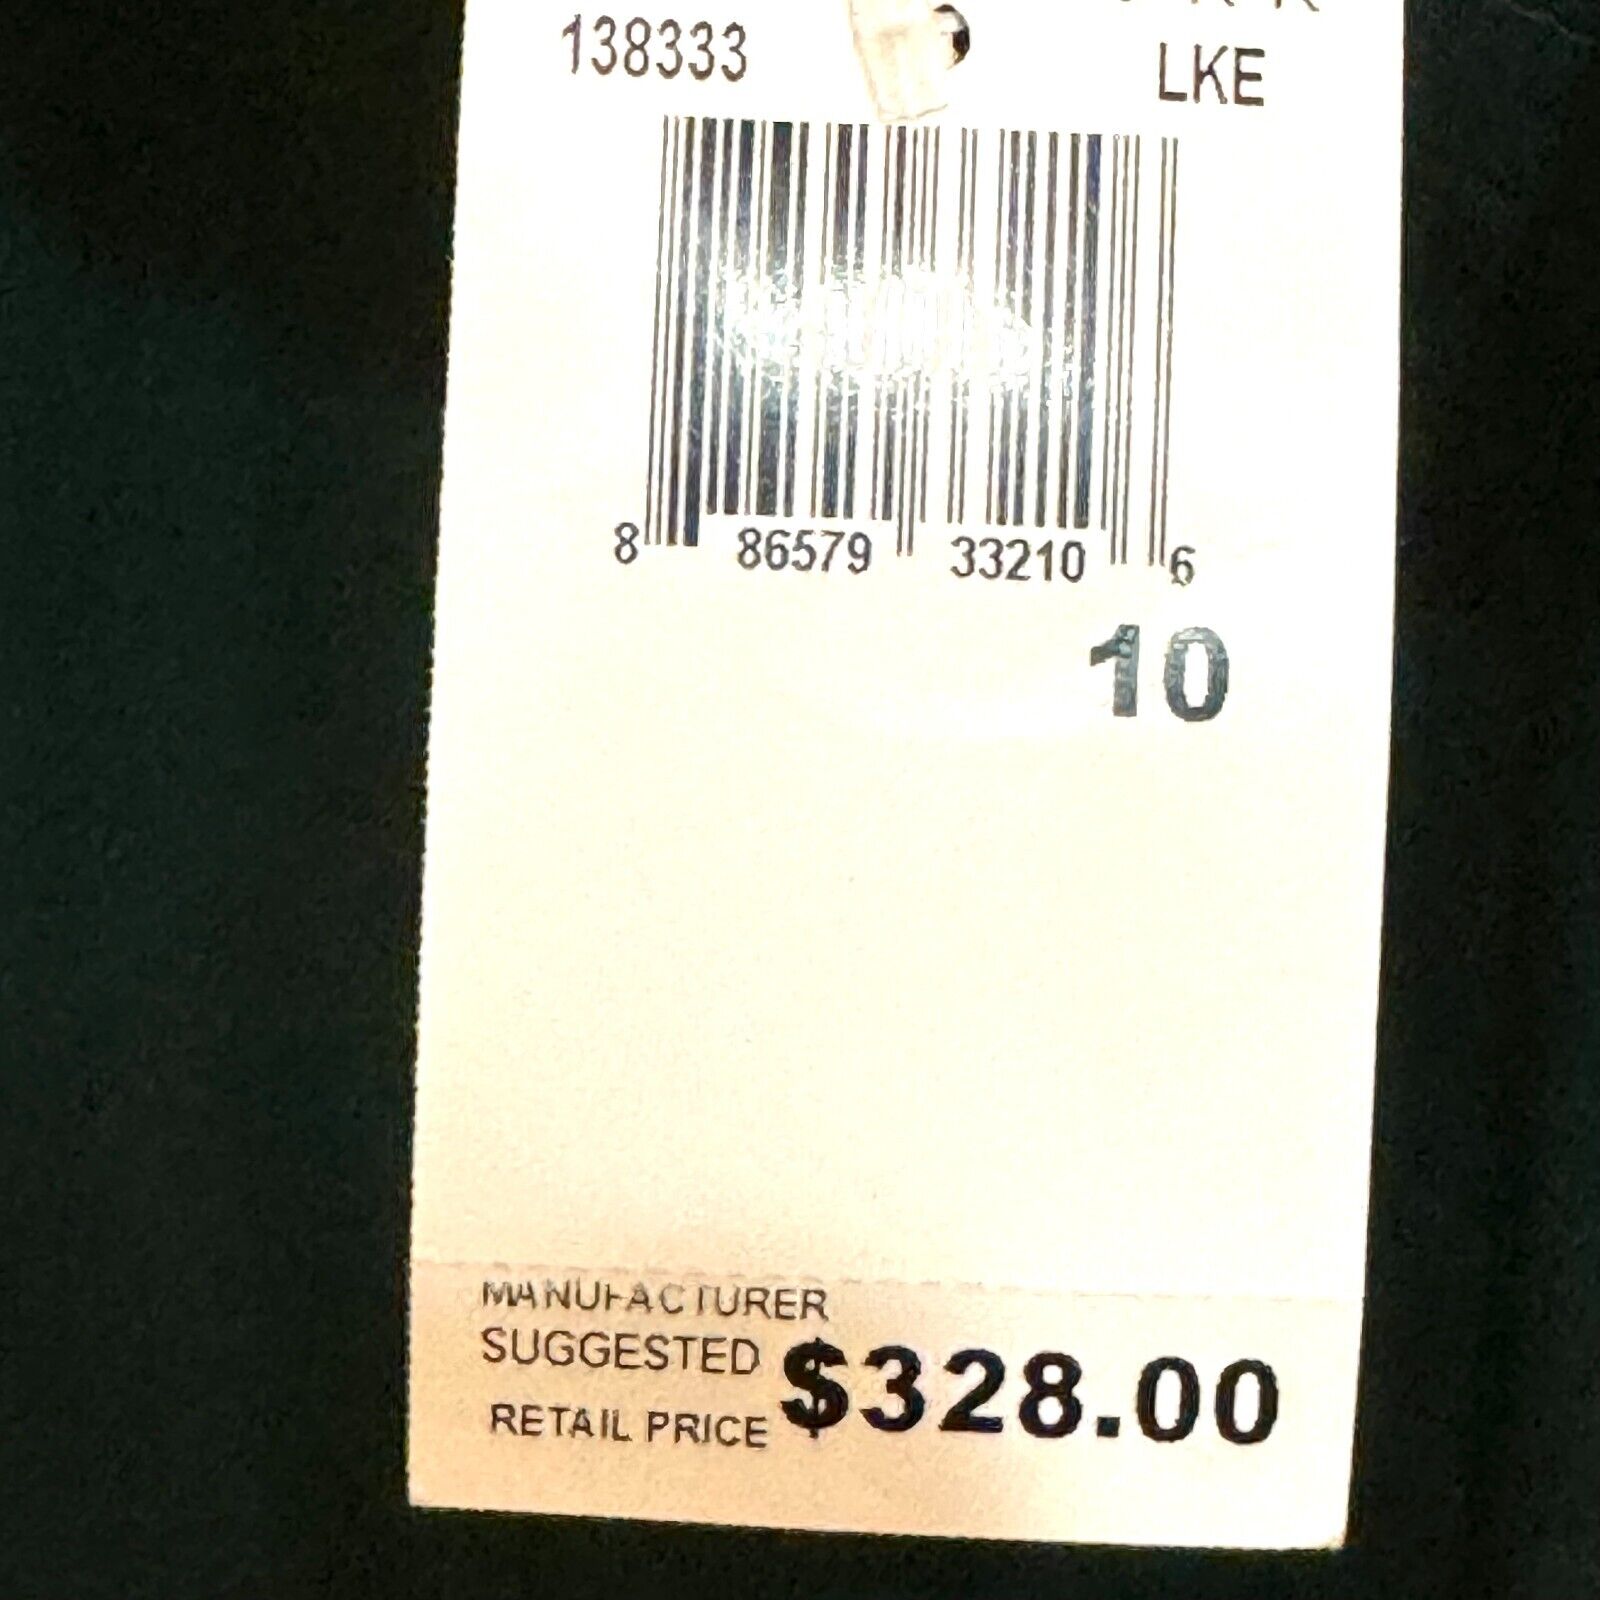 138333
LKE
8 86579 33210 6
10
MANUFACTURER
SUGGESTED
RETAIL PRICE $328.00